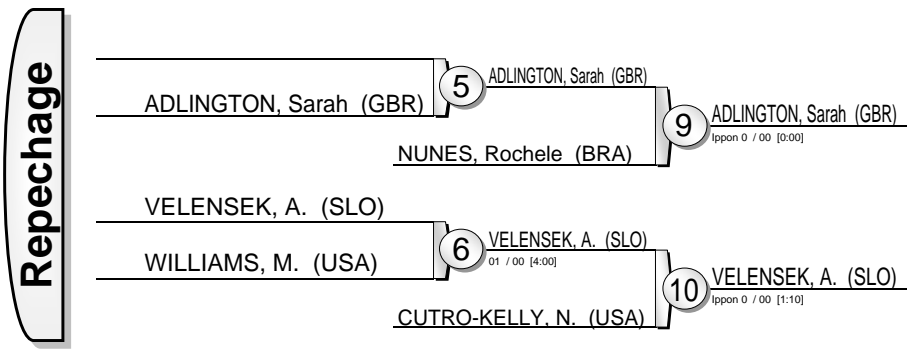 Repechage
ADLINGTON, Sarah (GBR)
5
ADLINGTON, Sarah (GBR)
NUNES, Rochele (BRA)
9
ADLINGTON, Sarah (GBR)
Ippon 0 / 00 [0:00]
VELENSEK, A. (SLO)
WILLIAMS, M. (USA)
6
VELENSEK, A. (SLO)
01 / 00 [4:00]
CUTRO-KELLY, N. (USA)
10
VELENSEK, A. (SLO)
Ippon 0 / 00 [1:10]